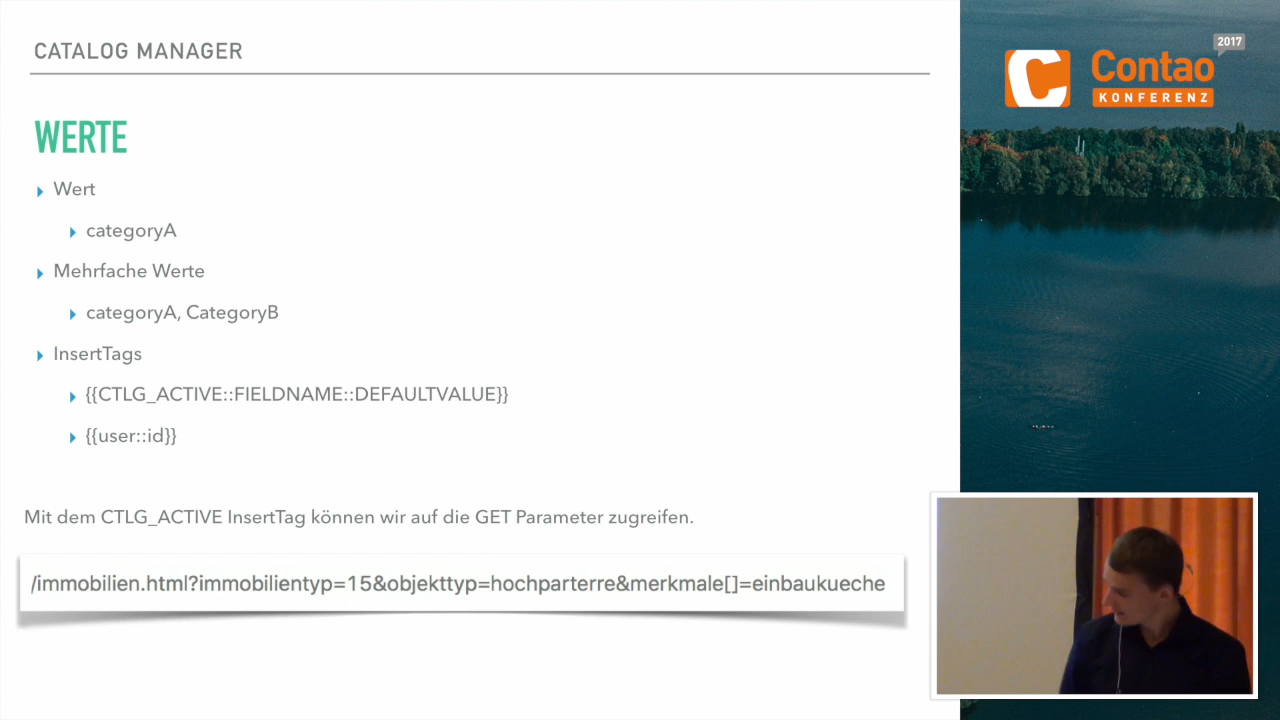 CATALOG MANAGER
2017
Contao
KONFERENZ
WERTE
Wert
categoryA
Mehrfache Werte
categoryA, CategoryB
InsertTags
{{CTLG_ACTIVE::FIELDNAME::DEFAULTVALUE}}
{{user::id}}
Mit dem CTLG_ACTIVE InsertTag können wir auf die GET Parameter zugreifen.
/immobilien.html?immobilientyp=15&objekttyp=hochparterre&merkmale[]=einbaukueche